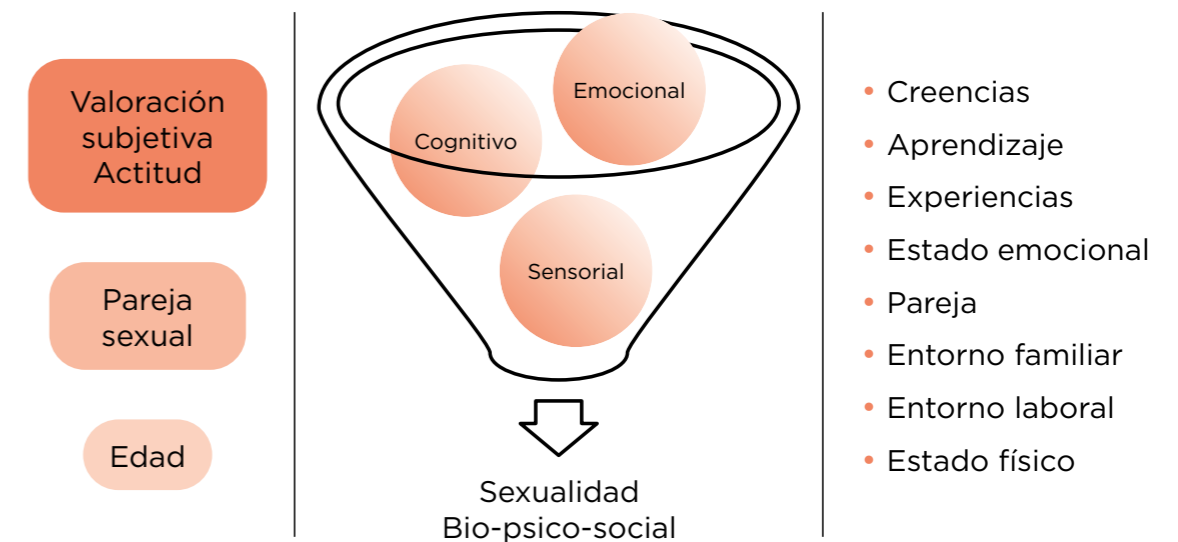 Valoración
subjetiva
Actitud
Pareja
sexual
Edad
Emocional
Cognitivo
Sensorial
Sexualidad
Bio-psico-social
• Creencias
• Aprendizaje
• Experiencias
• Estado emocional
• Pareja
• Entorno familiar
• Entorno laboral
• Estado físico